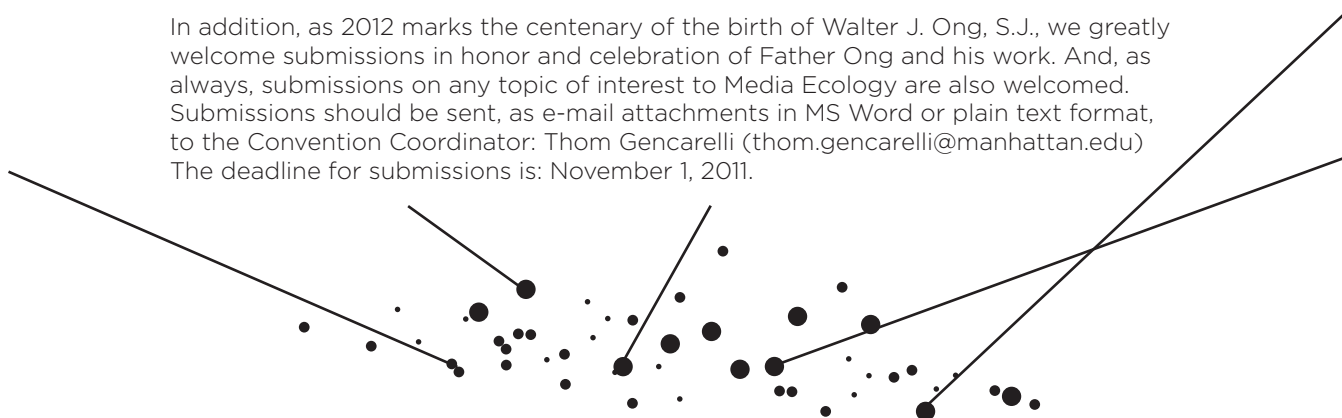 In addition, as 2012 marks the centenary of the birth of Walter J. Ong, S.J., we greatly
welcome submissions in honor and celebration of Father Ong and his work. And, as
always, submissions on any topic of interest to Media Ecology are also welcomed.
Submissions should be sent, as e-mail attachments in MS Word or plain text format,
to the Convention Coordinator: Thom Gencarelli (thom.gencarelli@manhattan.edu)
The deadline for submissions is: November 1, 2011.